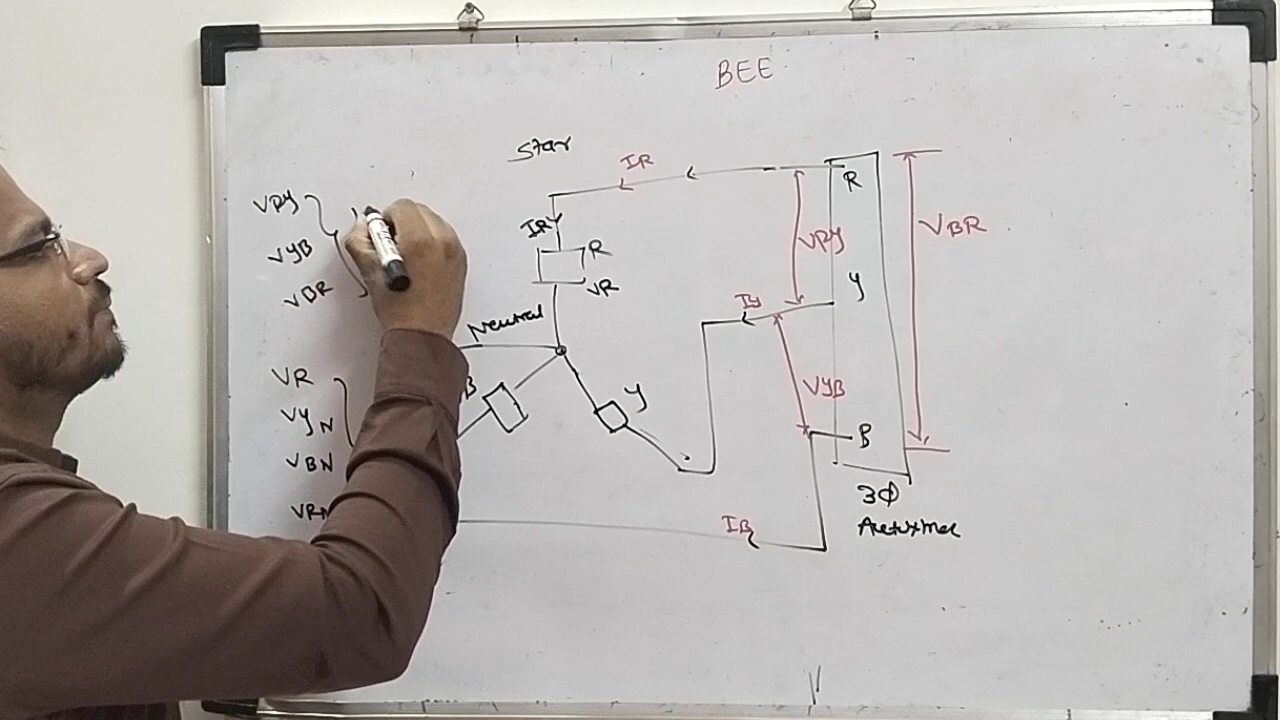 BEE
Star
IR
R
VRY
VBR
VRY
VYB
VBR
IRY
R
VR
Neutral
IY
Y
VYB
B
VR
VYN
VBN
VRN
B
Y
3Φ
IB